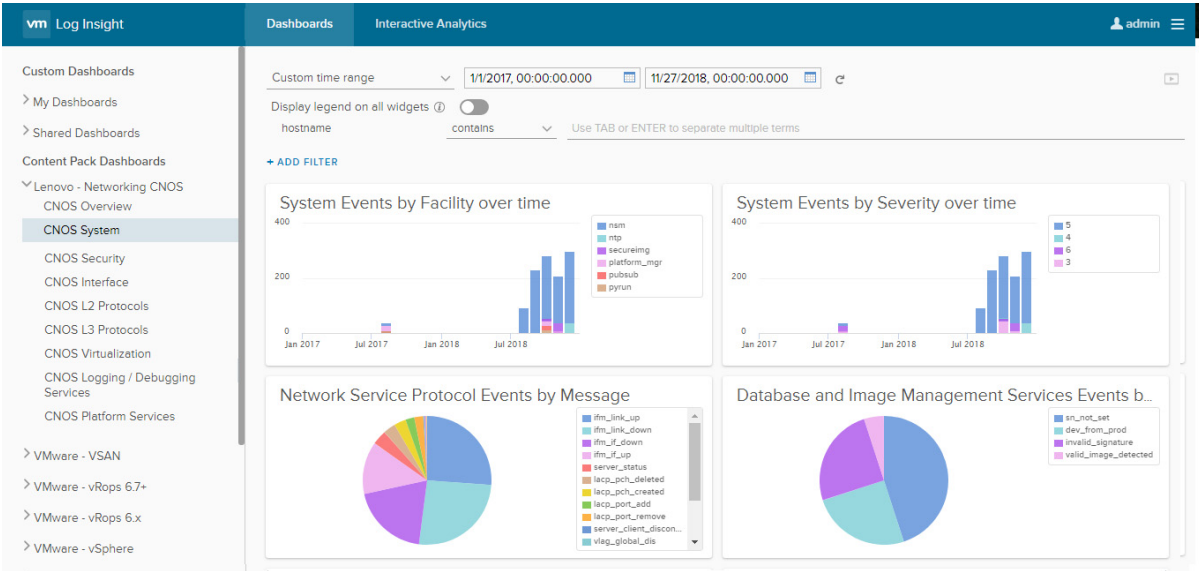 vm Log Insight
Dashboards
Interactive Analytics
admin
Custom Dashboards
My Dashboards
Shared Dashboards
Content Pack Dashboards
Lenovo - Networking CNOS
CNOS Overview
CNOS System
CNOS Security
CNOS Interface
CNOS L2 Protocols
CNOS L3 Protocols
CNOS Virtualization
CNOS Logging / Debugging
Services
CNOS Platform Services
VMware - VSAN
VMware - vRops 6.7+
VMware - vRops 6.x
VMware - vSphere
Custom time range
1/1/2017, 00:00:00.000
11/27/2018, 00:00:00.000
Display legend on all widgets i
hostname
contains
Use TAB or ENTER to separate multiple terms
+ ADD FILTER
System Events by Facility over time
400
200
0
Jan 2017
Jul 2017
Jan 2018
Jul 2018
nsm
ntp
secureimg
platform_mgr
pubsub
pyrun
System Events by Severity over time
400
200
0
Jan 2017
Jul 2017
Jan 2018
Jul 2018
5
4
6
3
Network Service Protocol Events by Message
ifm_link_up
ifm_link_down
ifm_if_down
ifm_if_up
server_status
lacp_pch_deleted
lacp_pch_created
lacp_port_add
lacp_port_remove
server_client_discon...
vlag_global_dis
Database and Image Management Services Events b...
sn_not_set
dev_from_prod
invalid_signature
valid_image_detected